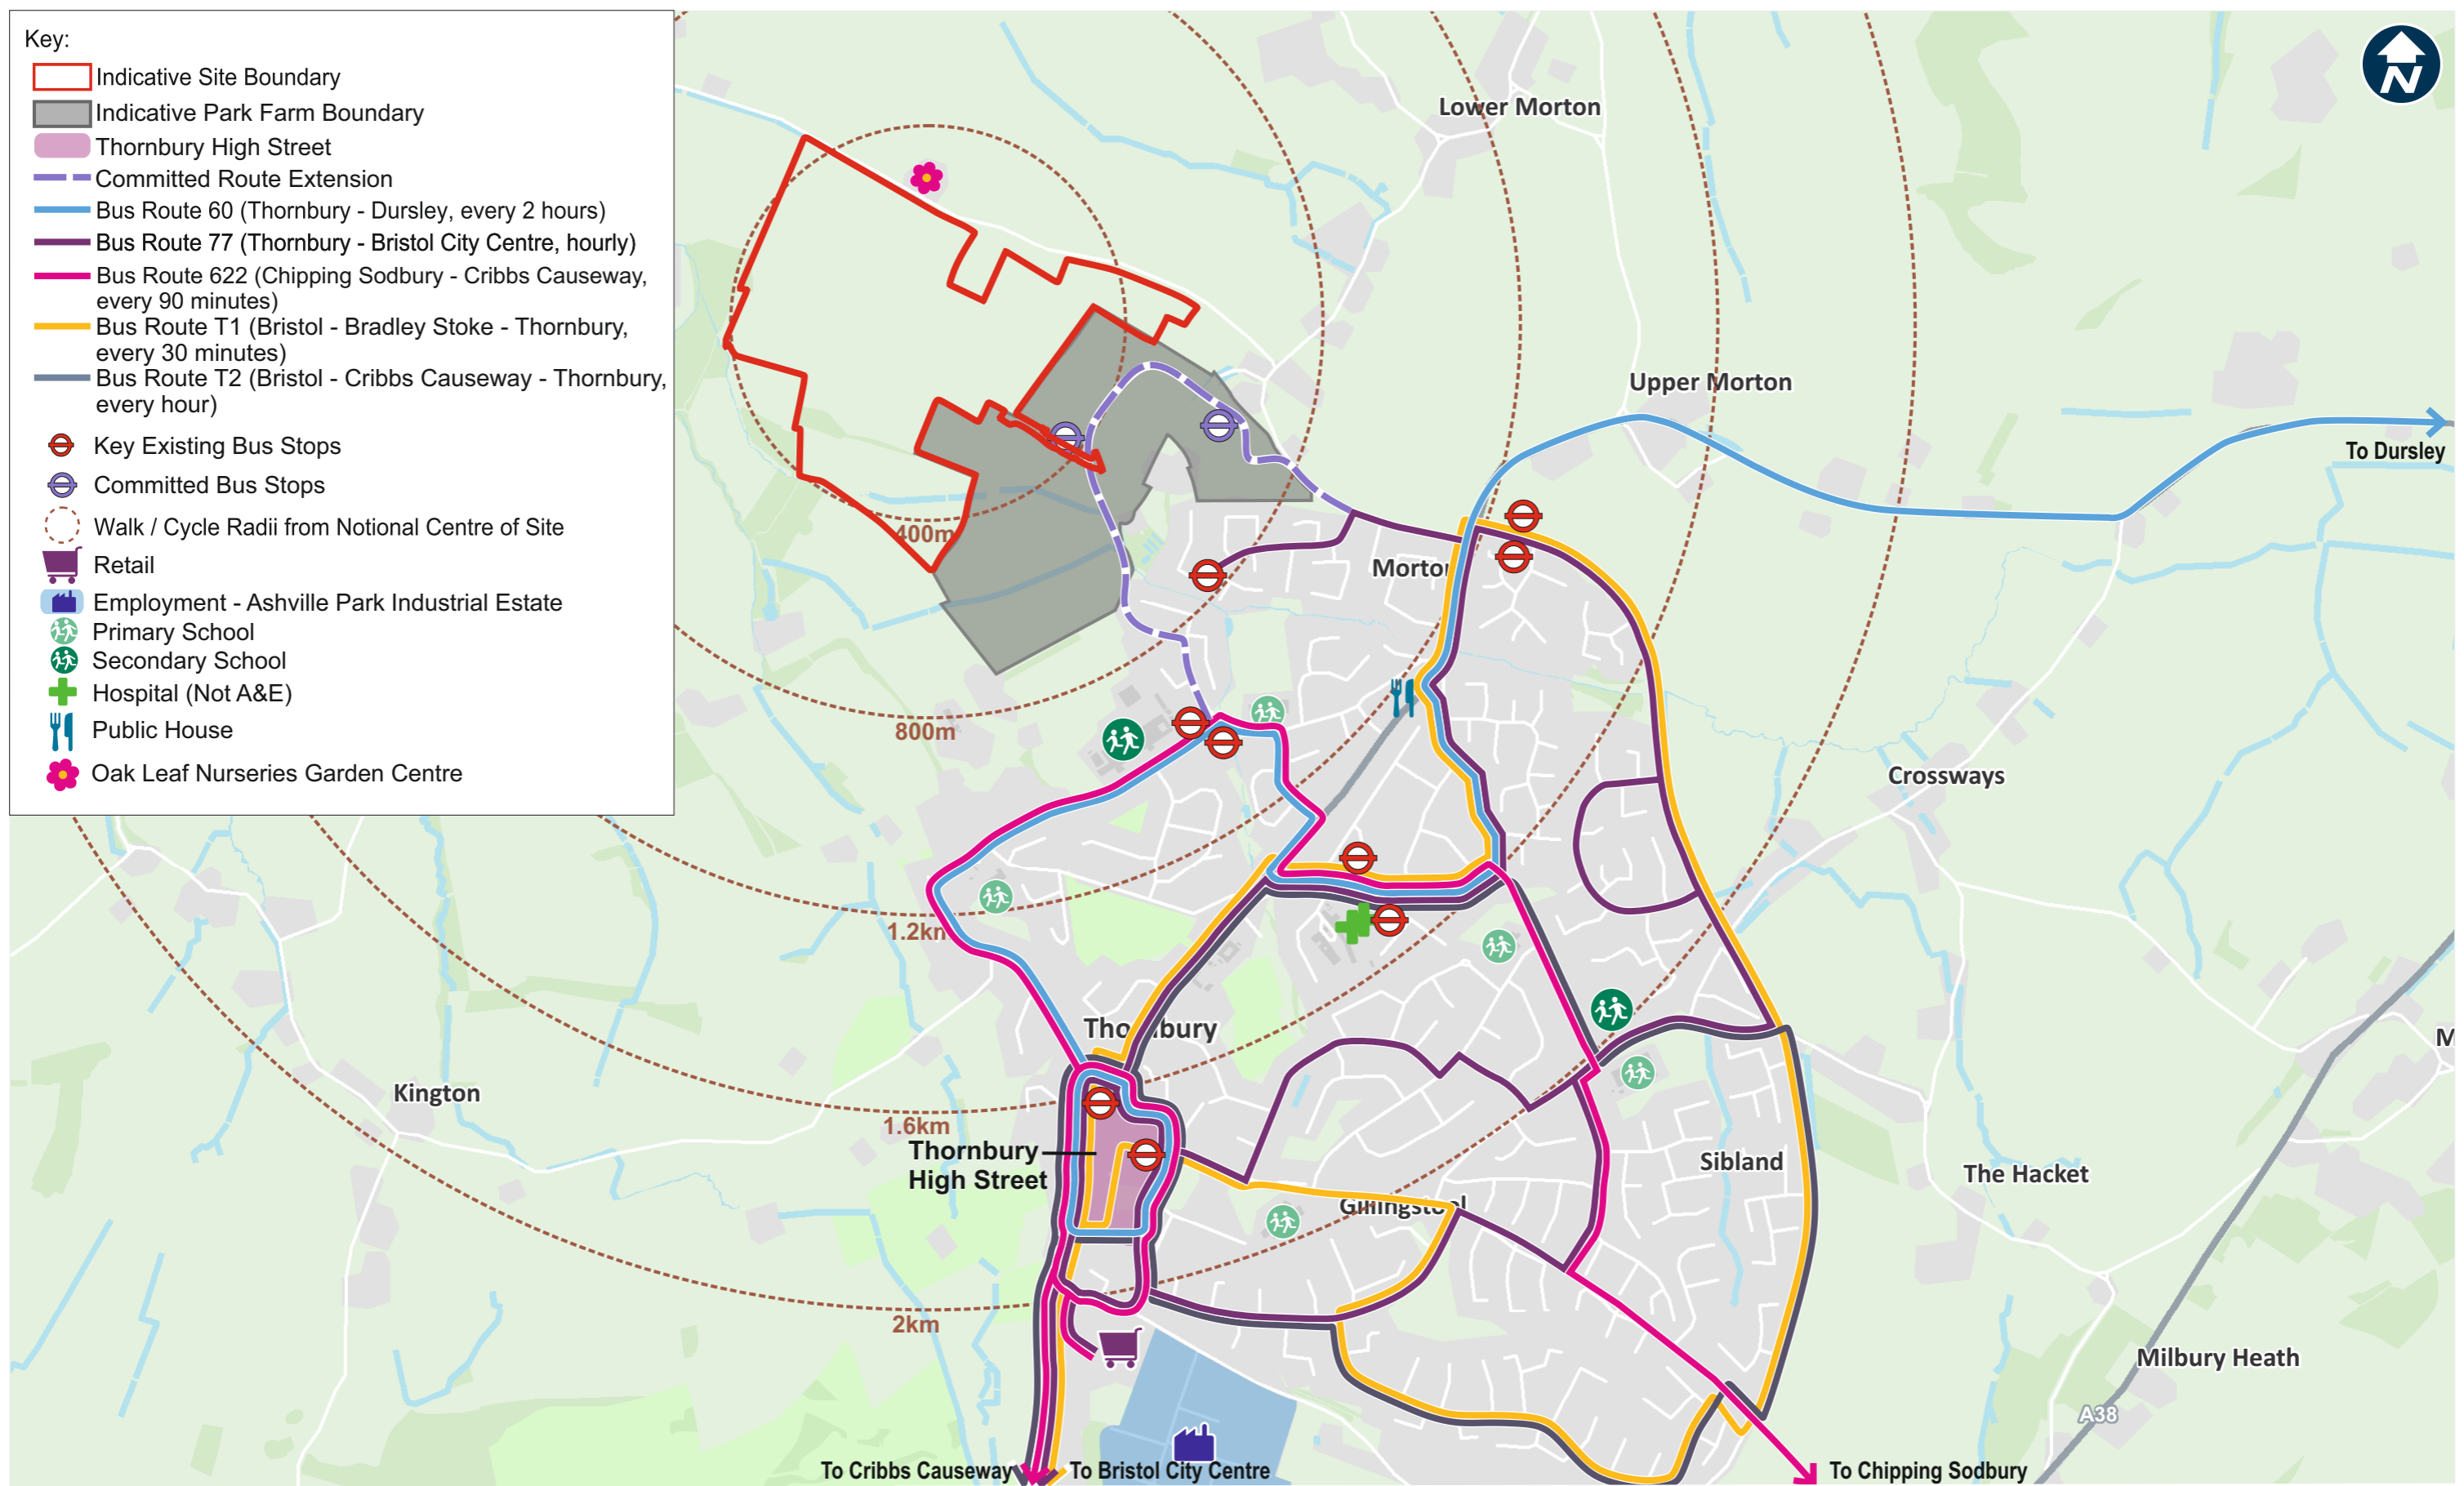 Key:
Indicative Site Boundary
Indicative Park Farm Boundary
Thornbury High Street
Committed Route Extension
Bus Route 60 (Thornbury - Dursley, every 2 hours)
Bus Route 77 (Thornbury - Bristol City Centre, hourly)
Bus Route 622 (Chipping Sodbury - Cribbs Causeway,
every 90 minutes)
Bus Route T1 (Bristol - Bradley Stoke - Thornbury,
every 30 minutes)
Bus Route T2 (Bristol - Cribbs Causeway - Thornbury,
every hour)
Key Existing Bus Stops
Committed Bus Stops
Walk / Cycle Radii from Notional Centre of Site
Retail
Employment - Ashville Park Industrial Estate
Primary School
Secondary School
Hospital (Not A&E)
Public House
Oak Leaf Nurseries Garden Centre
N
Lower Morton
Upper Morton
To Dursley
400m
Morton
800m
Crossways
1.2km
Thornbury
M
Kington
1.6km
Thornbury
High Street
Sibland
The Hacket
Gillingstool
2km
Milbury Heath
A38
To Cribbs Causeway
To Bristol City Centre
To Chipping Sodbury